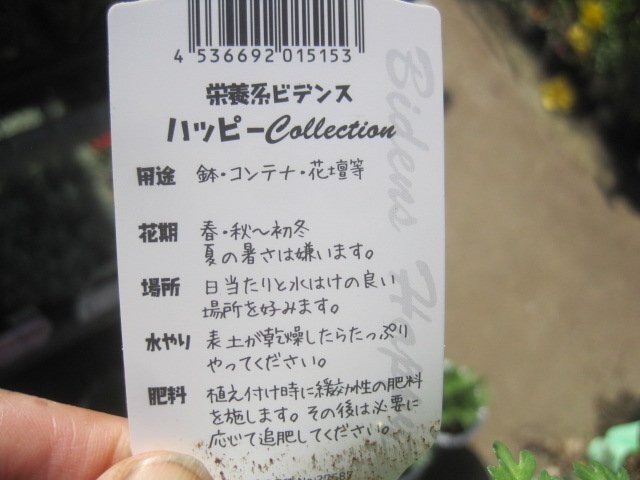 4 536692 015153
栄養系ビデンス
ハッピーCollection
用途 鉢・コンテナ・花壇等
花期 春・秋～初冬
夏の暑さは嫌います。
場所 日当たりと水はけの良い
場所を好みます。
水やり 表土が乾燥したらたっぷり
やってください。
肥料 植え付け時に緩効性の肥料
を施します。その後は必要に
応じて追肥してください。
Bidens Happy